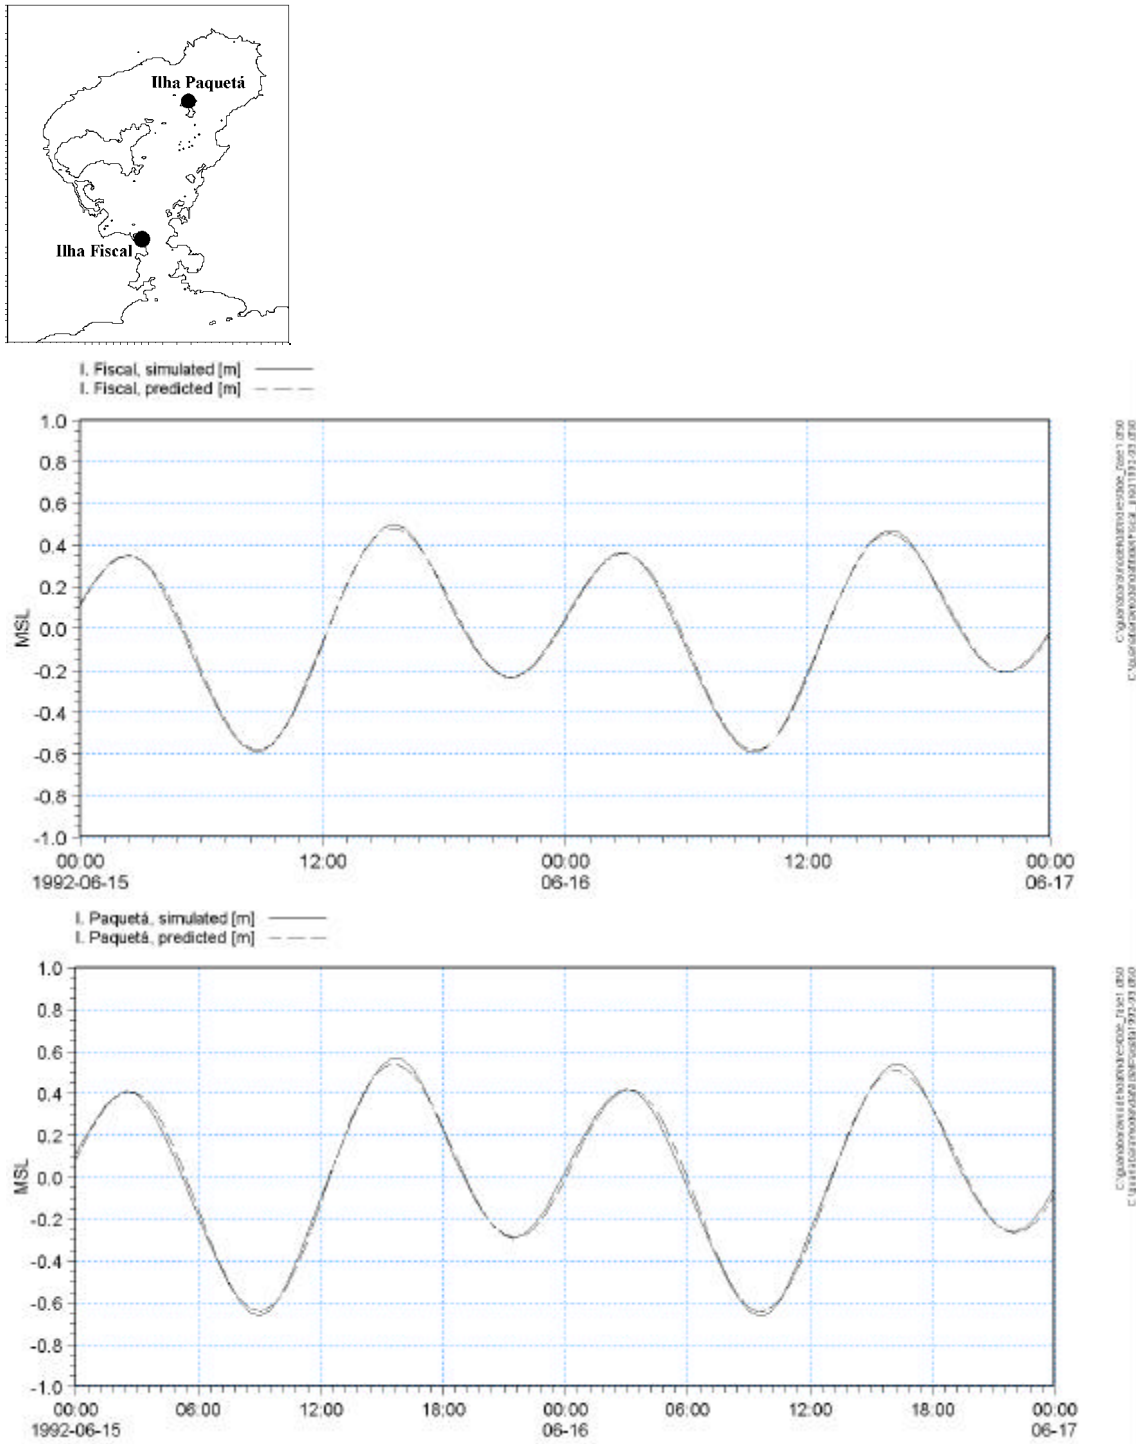 Ilha Paquetá
Ilha Fiscal
I. Fiscal, simulated [m]
I. Fiscal, predicted [m]
1.0
0.8
0.6
0.4
0.2
0.0
-0.2
-0.4
-0.6
-0.8
-1.0
MSL
00:00 12:00 00:00 12:00 00:00
1992-06-15 06-16 06-17
I. Paquetá, simulated [m]
I. Paquetá, predicted [m]
1.0
0.8
0.6
0.4
0.2
0.0
-0.2
-0.4
-0.6
-0.8
-1.0
MSL
00:00 06:00 12:00 18:00 00:00 06:00 12:00 18:00 00:00
1992-06-15 06-16 06-17